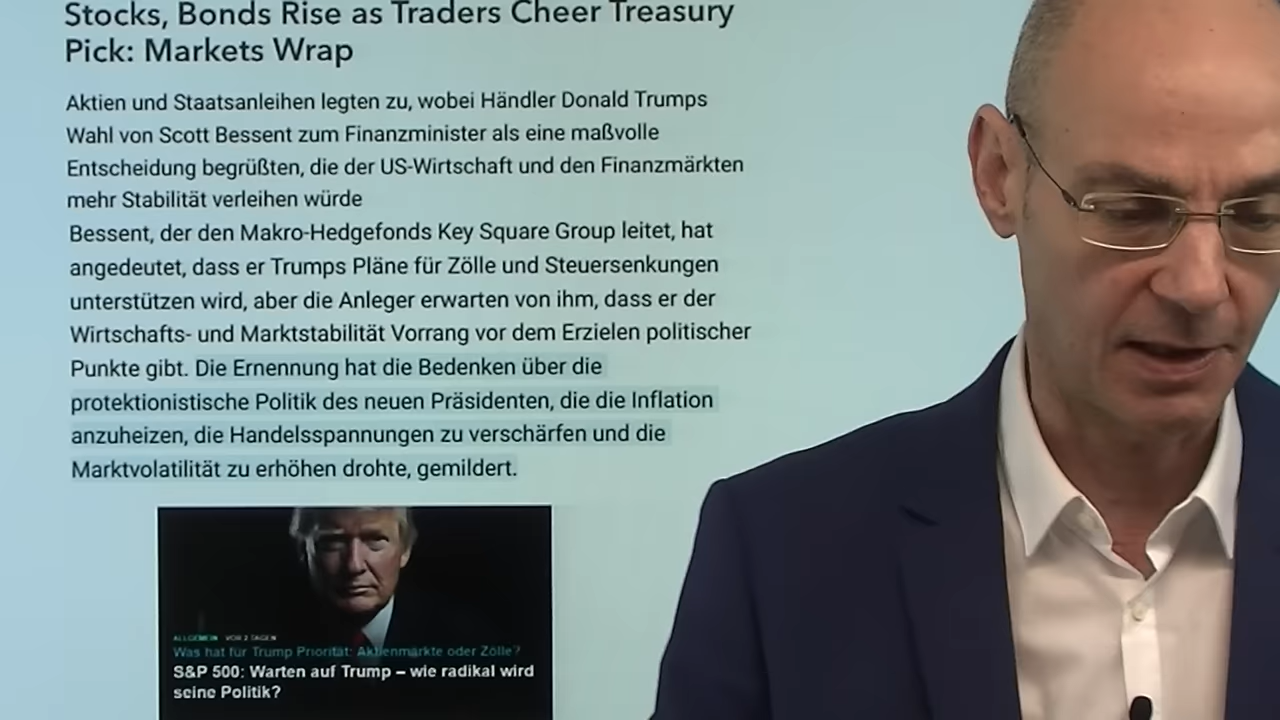 Stocks, Bonds Rise as Traders Cheer Treasury
Pick: Markets Wrap
Aktien und Staatsanleihen legten zu, wobei Händler Donald Trumps
Wahl von Scott Bessent zum Finanzminister als eine maßvolle
Entscheidung begrüßten, die der US-Wirtschaft und den Finanzmärkten
mehr Stabilität verleihen würde
Bessent, der den Makro-Hedgefonds Key Square Group leitet, hat
angedeutet, dass er Trumps Pläne für Zölle und Steuersenkungen
unterstützen wird, aber die Anleger erwarten von ihm, dass er der
Wirtschafts- und Marktstabilität Vorrang vor dem Erzielen politischer
Punkte gibt. Die Ernennung hat die Bedenken über die
protektionistische Politik des neuen Präsidenten, die die Inflation
anzuheizen, die Handelsspannungen zu verschärfen und die
Marktvolatilität zu erhöhen drohte, gemildert.
ALLGEMEIN VOR 2 TAGEN
Was hat für Trump Priorität: Aktienmärkte oder Zölle?
S&P 500: Warten auf Trump – wie radikal wird
seine Politik?